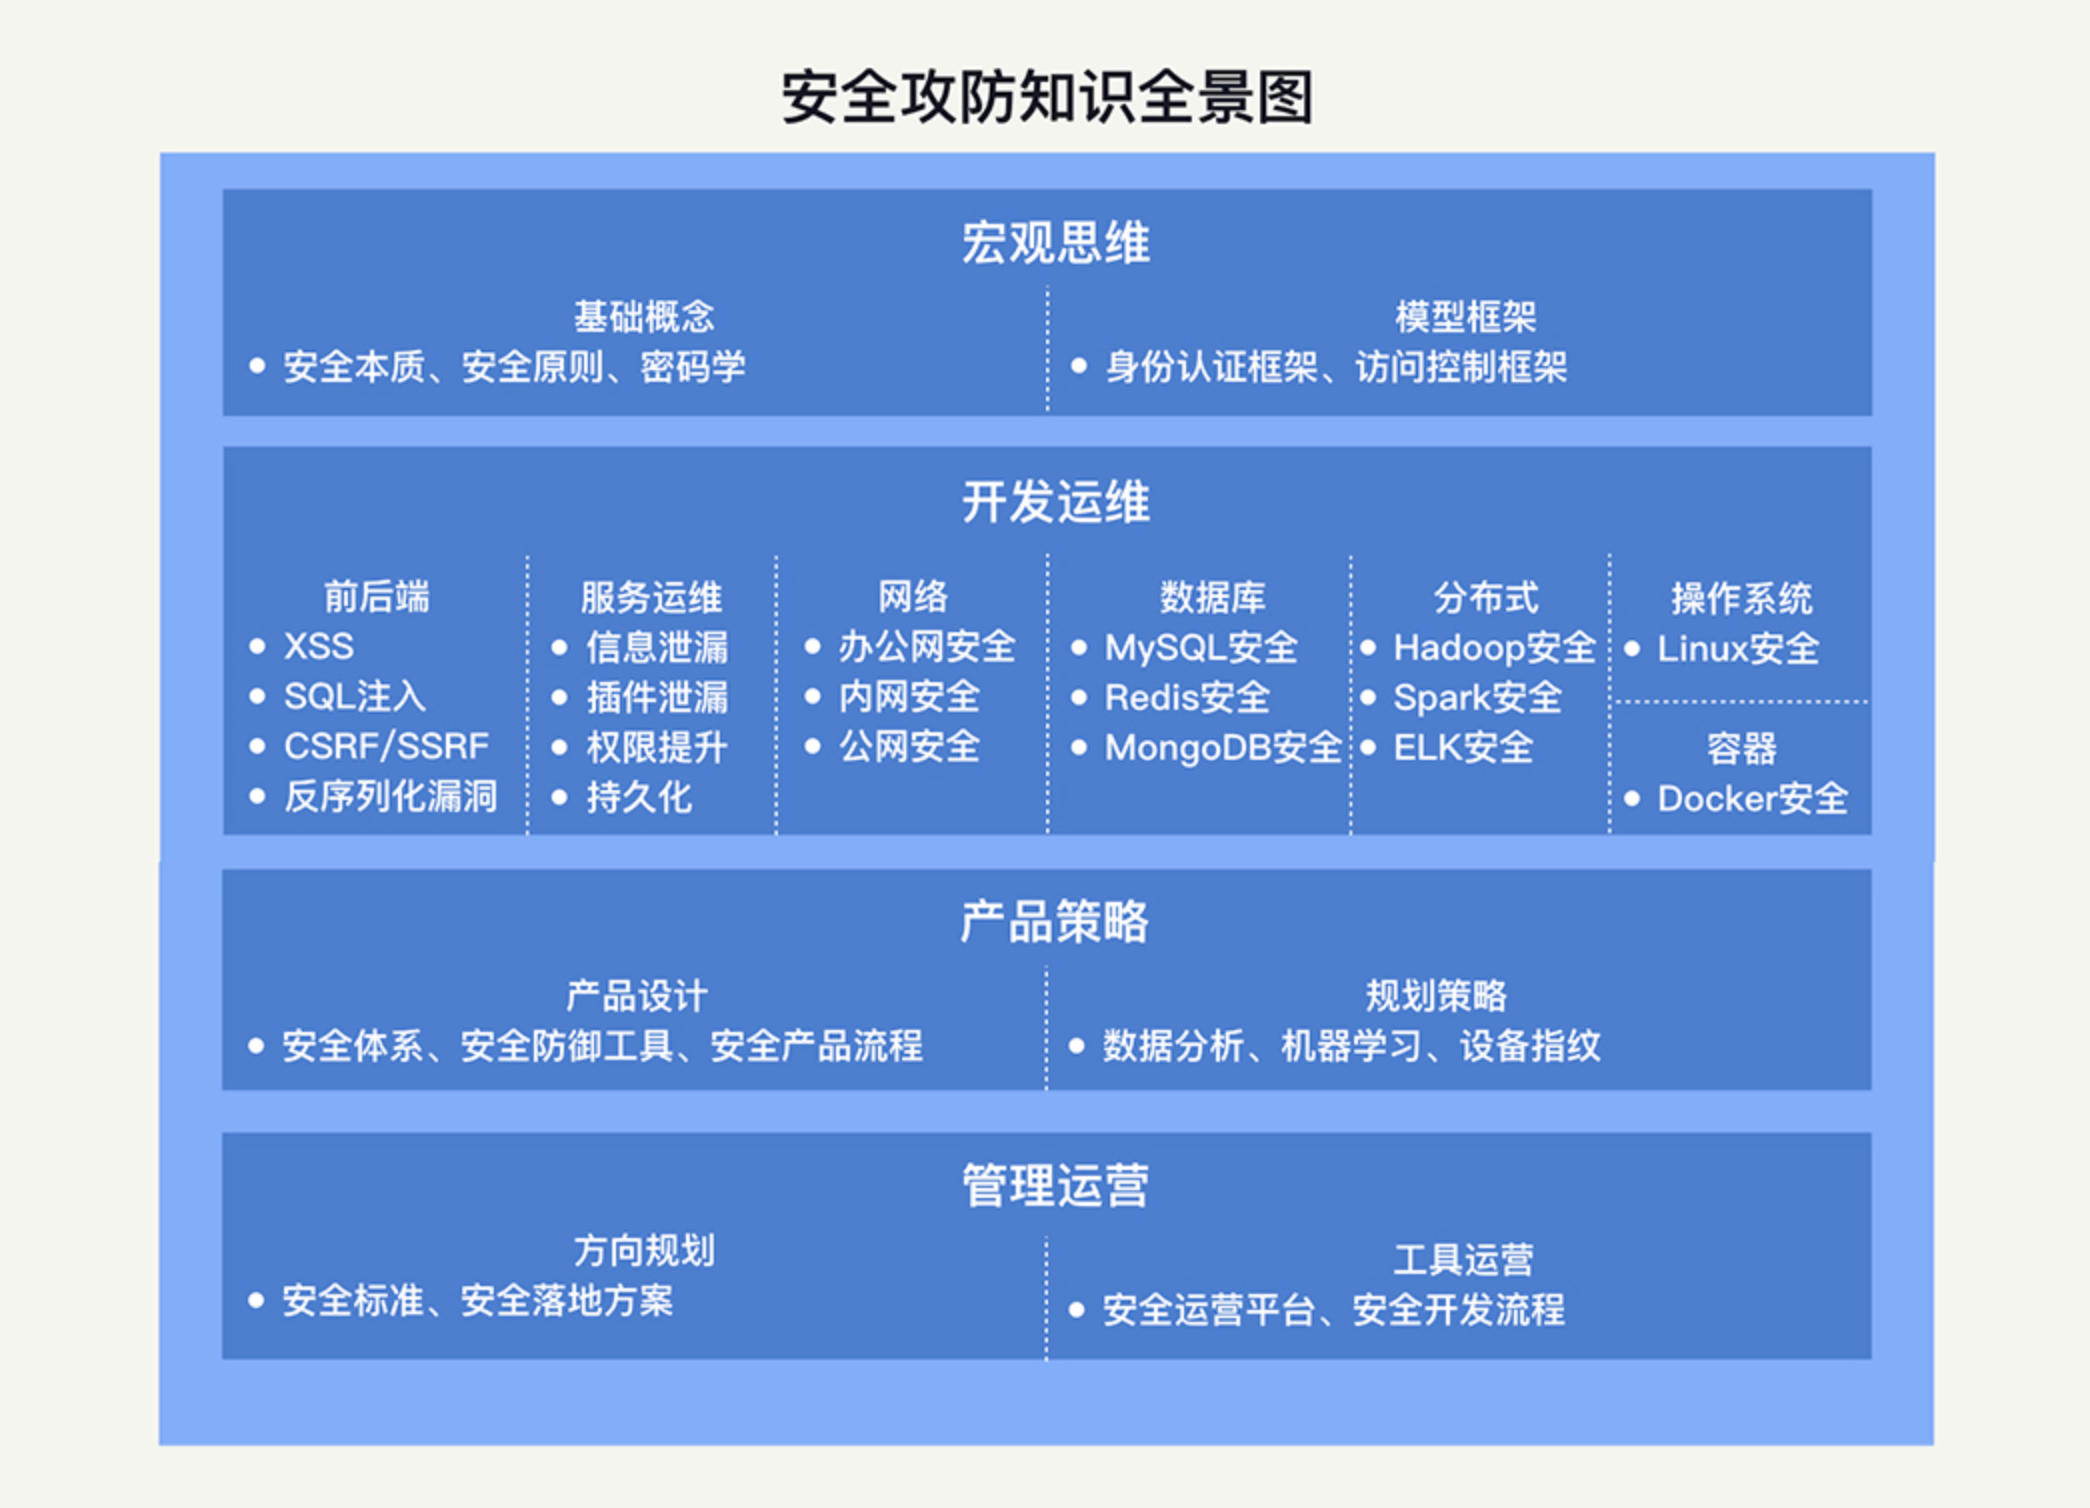 安全攻防知识全景图
宏观思维
基础概念
● 安全本质、安全原则、密码学
模型框架
● 身份认证框架、访问控制框架
开发运维
前后端
● XSS
● SQL注入
● CSRF/SSRF
● 反序列化漏洞
服务运维
● 信息泄漏
● 插件泄漏
● 权限提升
● 持久化
网络
● 办公网安全
● 内网安全
● 公网安全
数据库
● MySQL安全
● Redis安全
● MongoDB安全
分布式
● Hadoop安全
● Spark安全
● ELK安全
操作系统
● Linux安全
容器
● Docker安全
产品策略
产品设计
● 安全体系、安全防御工具、安全产品流程
规划策略
● 数据分析、机器学习、设备指纹
管理运营
方向规划
● 安全标准、安全落地方案
工具运营
● 安全运营平台、安全开发流程